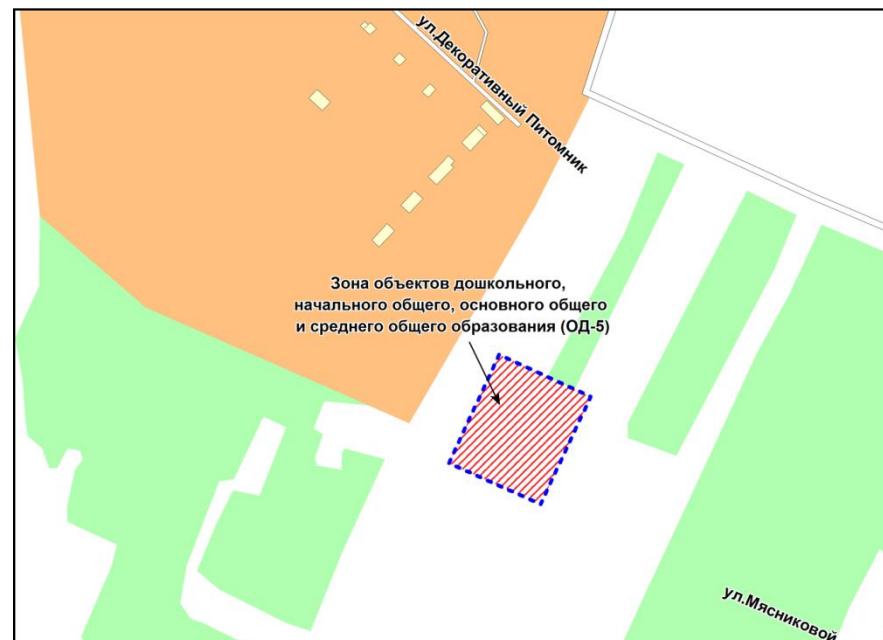 ул.Декоративный Питомник
Зона объектов дошкольного,
начального общего, основного общего
и среднего общего образования (ОД-5)
ул.Мясниковой